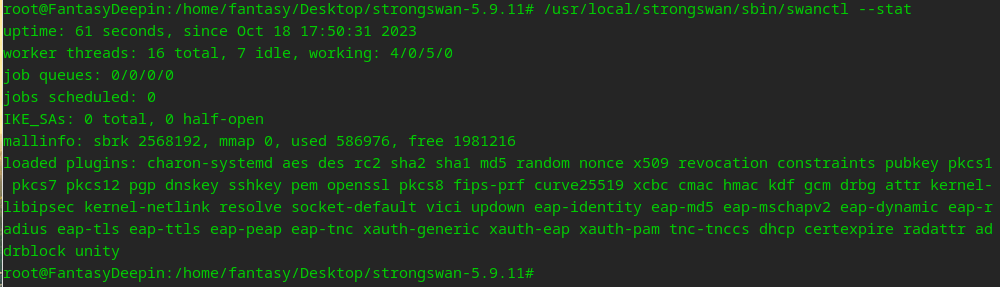 root@FantasyDeepin:/home/fantasy/Desktop/strongswan-5.9.11# /usr/local/strongswan/sbin/swanctl --stat
uptime: 61 seconds, since Oct 18 17:50:31 2023
worker threads: 16 total, 7 idle, working: 4/0/5/0
job queues: 0/0/0/0
jobs scheduled: 0
IKE_SAs: 0 total, 0 half-open
mallinfo: sbrk 2568192, mmap 0, used 586976, free 1981216
loaded plugins: charon-systemd aes des rc2 sha2 sha1 md5 random nonce x509 revocation constraints pubkey pkcs1
 pkcs7 pkcs12 pgp dnskey sshkey pem openssl pkcs8 fips-prf curve25519 xcbc cmac hmac kdf gcm drbg attr kernel-
libipsec kernel-netlink resolve socket-default vici updown eap-identity eap-md5 eap-mschapv2 eap-dynamic eap-r
adius eap-tls eap-ttls eap-peap eap-tnc xauth-generic xauth-eap xauth-pam tnc-tnccs dhcp certexpire radattr ad
drblock unity
root@FantasyDeepin:/home/fantasy/Desktop/strongswan-5.9.11#